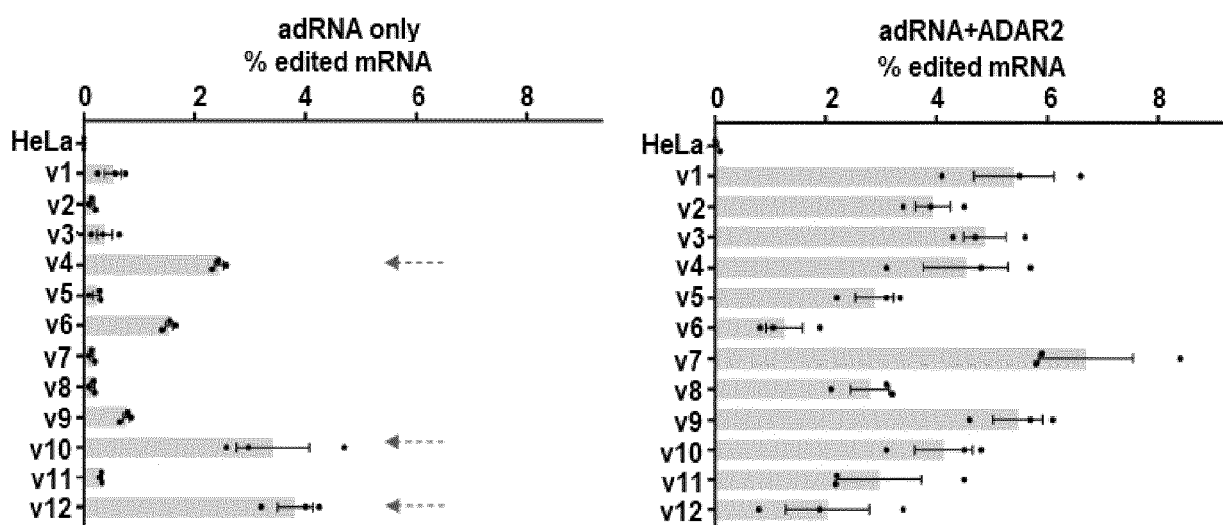 adRNA only
% edited mRNA
0 2 4 6 8
HeLa
v1
v2
v3
v4
v5
v6
v7
v8
v9
v10
v11
v12
adRNA+ADAR2
% edited mRNA
0 2 4 6 8
HeLa
v1
v2
v3
v4
v5
v6
v7
v8
v9
v10
v11
v12